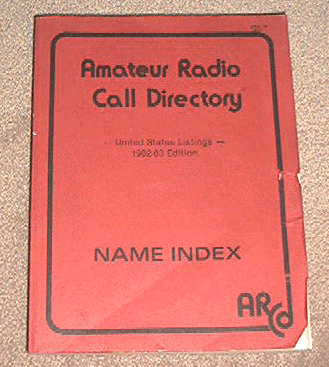 Amateur Radio
Call Directory
— United States Listings —
1982-83 Edition
NAME INDEX
ARCd